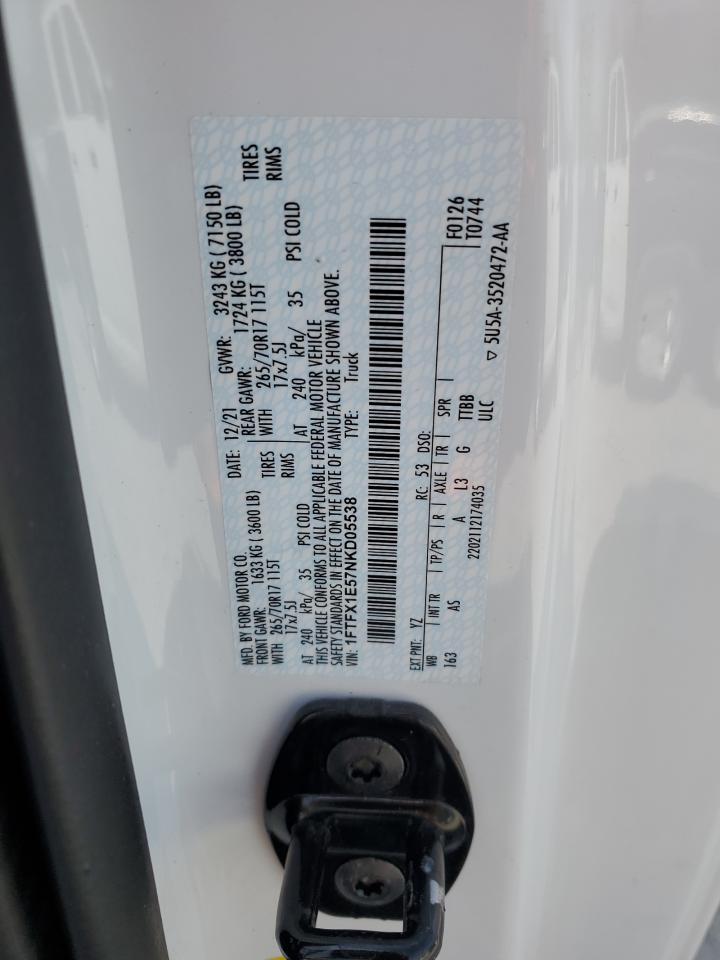 MFD. BY FORD MOTOR CO.
DATE: 12/21 GVWR: 3243 KG ( 7150 LB)
FRONT GAWR: 1633 KG ( 3600 LB) REAR GAWR: 1724 KG ( 3800 LB)
WITH 265/70R17 115T TIRES WITH 265/70R17 115T TIRES
17x7.5J RIMS 17x7.5J RIMS
AT 240 kPa/ 35 PSI COLD AT 240 kPa/ 35 PSI COLD
THIS VEHICLE CONFORMS TO ALL APPLICABLE FEDERAL MOTOR VEHICLE
SAFETY STANDARDS IN EFFECT ON THE DATE OF MANUFACTURE SHOWN ABOVE.
VIN: 1FTFX1E57NKD05538 TYPE: Truck
F0126
T0744
EXT PNT: YZ RC: 53 DSO:
WB INT TR TP/PS R AXLE TR SPR
163 AS A L3 G TTBB
2202112174035 ULC
▽ 5U5A-3520472-AA